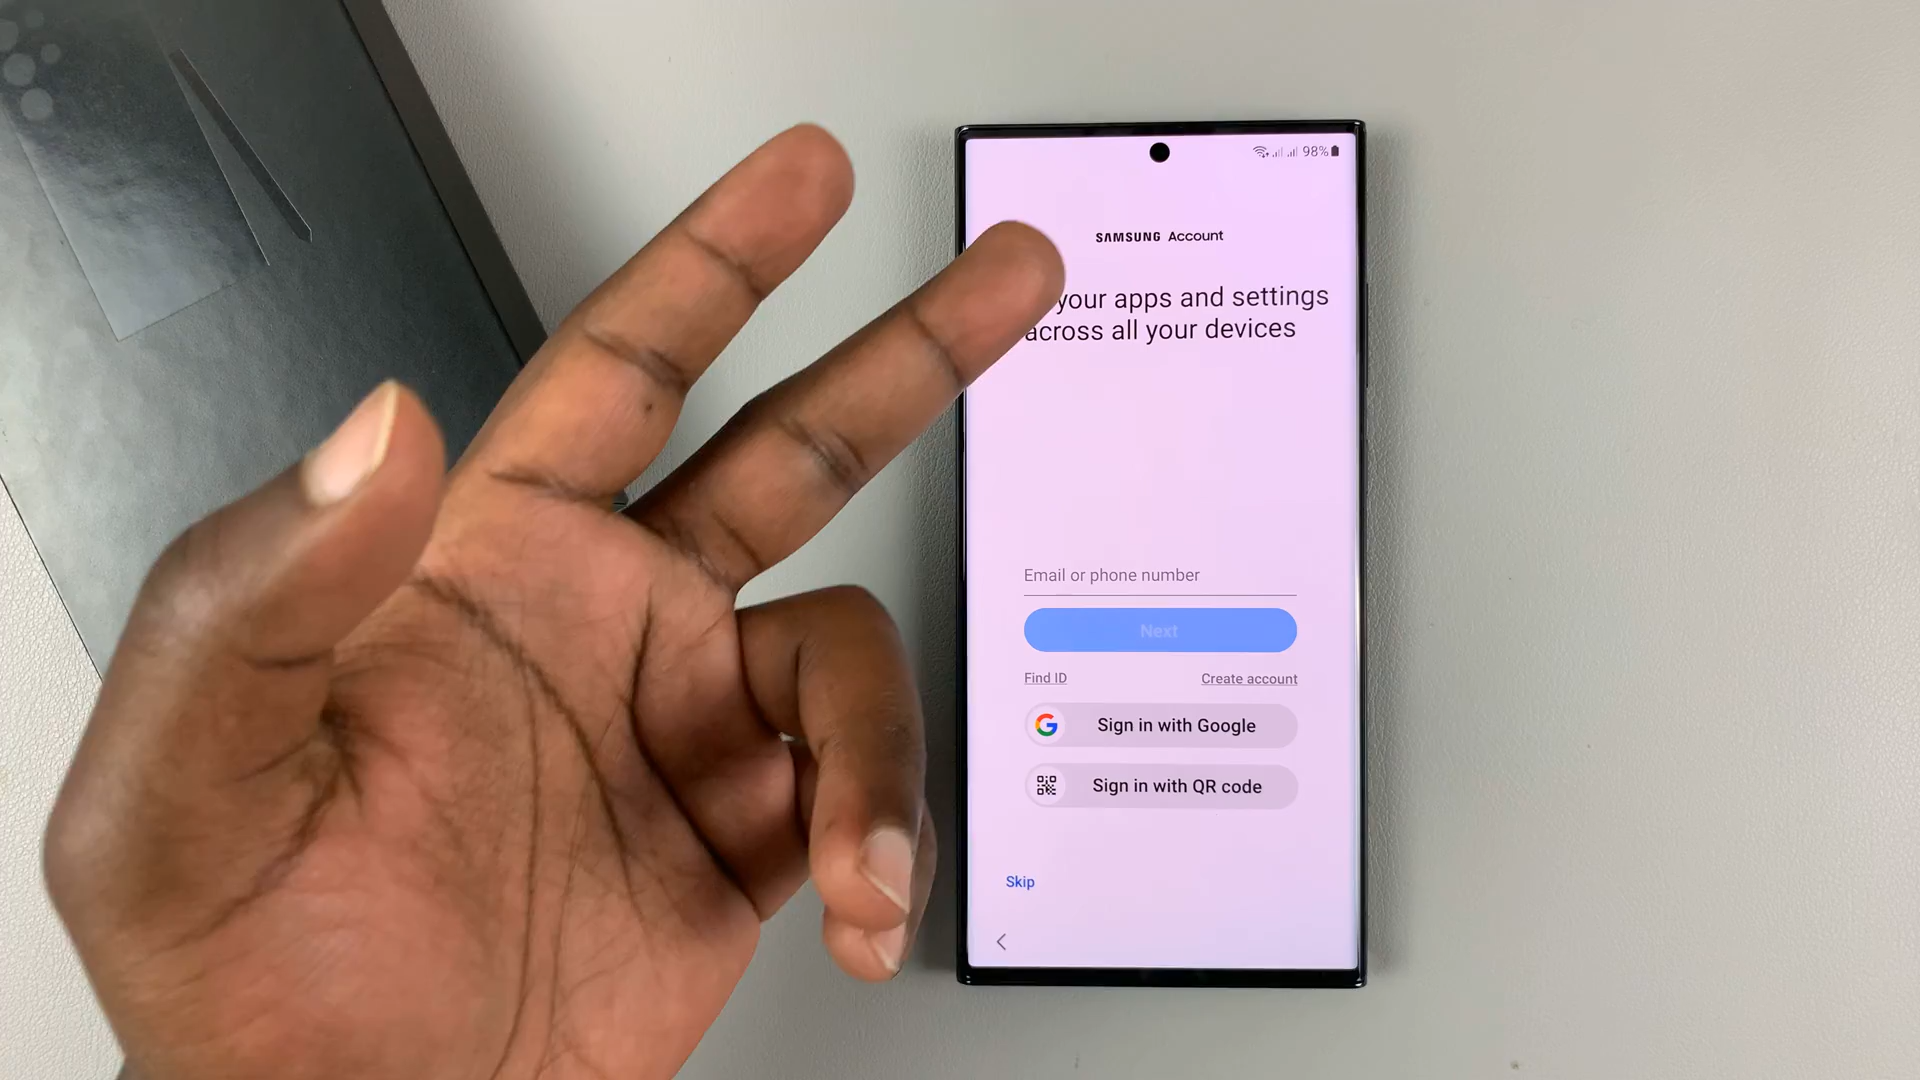 98%
SAMSUNG Account
your apps and settings
across all your devices
Email or phone number
Next
Find ID
Create account
Sign in with Google
Sign in with QR code
Skip